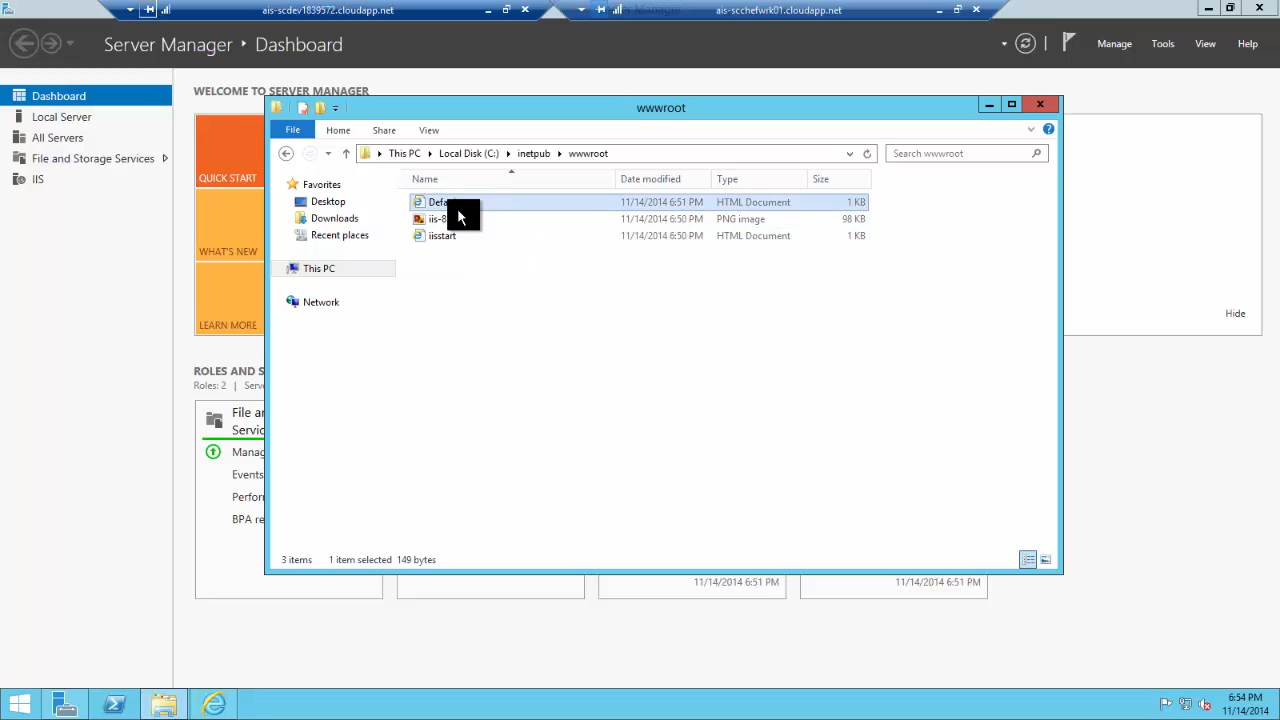 ais-scdev1839572.cloudapp.net
ais-scchefwrk01.cloudapp.net
Server Manager
Dashboard
Manage
Tools
View
Help
Dashboard
Local Server
All Servers
File and Storage Services
IIS
WELCOME TO SERVER MANAGER
QUICK START
WHAT'S NEW
LEARN MORE
Hide
wwwroot
File
Home
Share
View
This PC
Local Disk (C:)
inetpub
wwwroot
Search wwwroot
Favorites
Desktop
Downloads
Recent places
This PC
Network
Name
Date modified
Type
Size
11/14/2014 6:51 PM
HTML Document
1 KB
11/14/2014 6:50 PM
PNG image
98 KB
iisstart
11/14/2014 6:50 PM
HTML Document
1 KB
3 items
1 item selected 149 bytes
ROLES AND S
Roles: 2 | Serv
File an
Servic
Manag
Events
Perfor
BPA re
11/14/2014 6:51 PM
11/14/2014 6:51 PM
6:54 PM
11/14/2014